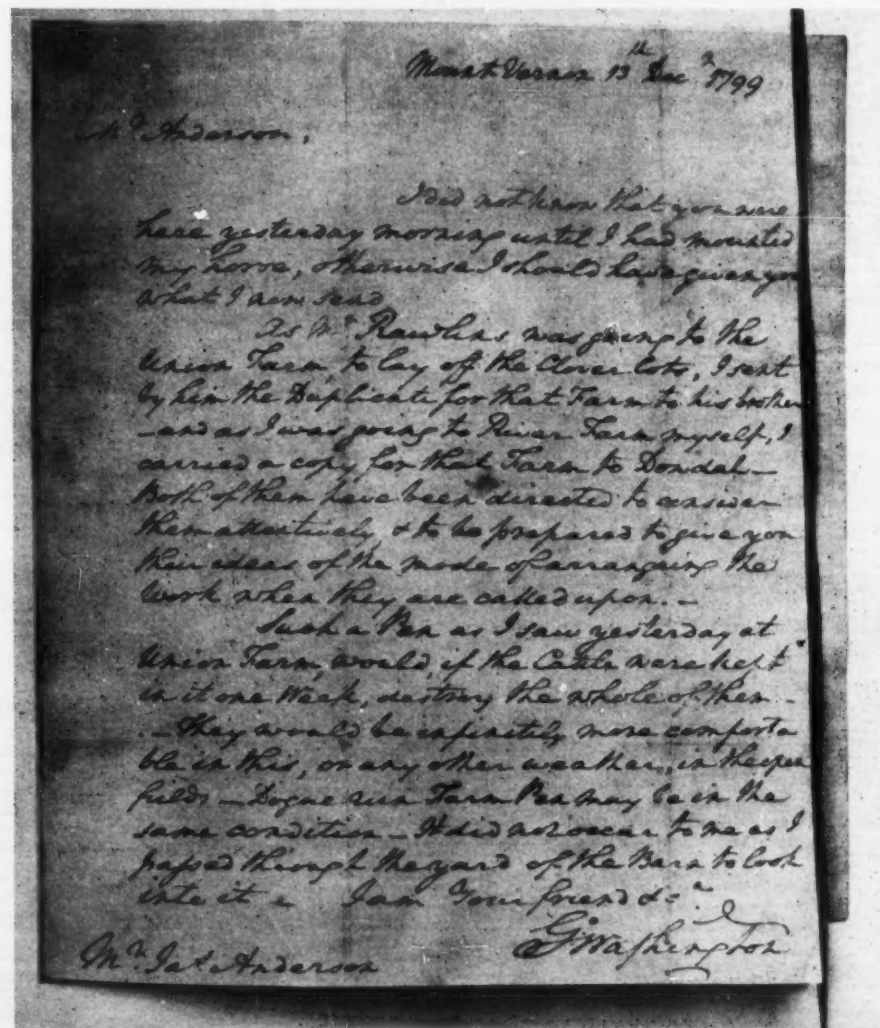 Mount Vernon 13th Decr. 1799
Mr. Anderson,
I did not know that you were
here yesterday morning until I had mounted
my horse, otherwise I should have given you
what I now send
As Mr. Rawlins was going to the
Union Farm, to lay off the Clover lots, I sent
by him the Duplicate for that Farm to his brother
—and as I was going to River Farm myself, I
carried a copy for that Farm to Dowdal—
Both of them have been directed to consider
them attentively, & to be prepared to give you
their ideas of the mode of arranging the
Work when they are called upon.—
Such a Pen as I saw yesterday at
Union Farm, would, if the Cattle were kept
in it one Week, destroy the whole of them.—
—They would be infinitely more comforta
ble in this, or any other weather, in the open
fields—Dogue run Farm Pen may be in the
same condition—It did not occur to me as I
passed through the yard of the Barn to look
into it— I am Your friend &ca.
Go: Washington
Mr. Jas. Anderson